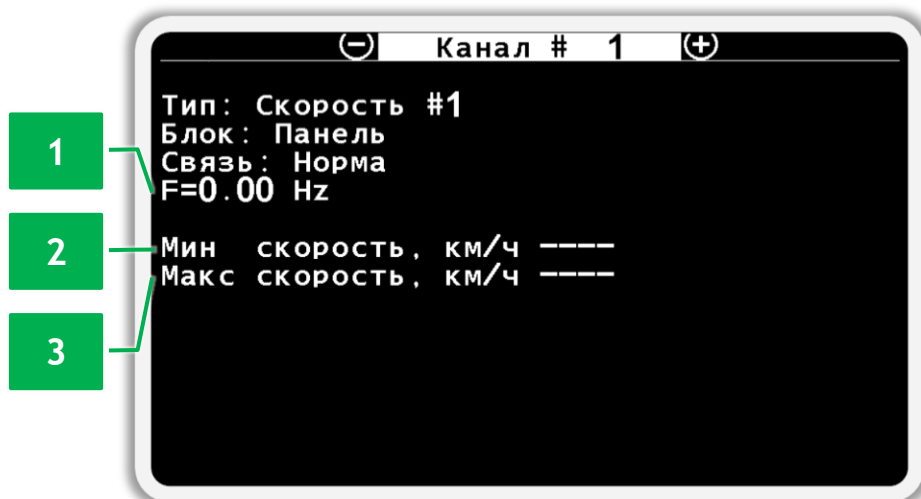 Канал # 1
Тип: Скорость #1
Блок: Панель
Связь: Норма
F=0.00 Hz
Мин скорость, км/ч ----
Макс скорость, км/ч ----
1
2
3